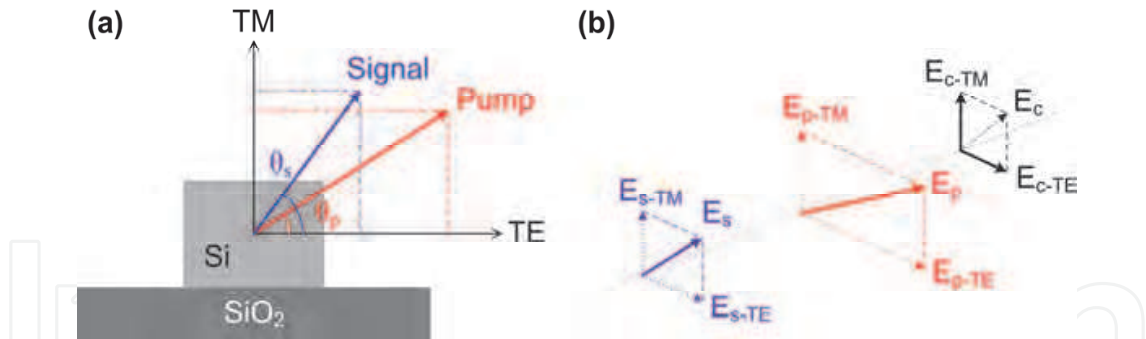 (a)
TM
Signal
Pump
θs
θp
TE
Si
SiO2
(b)
Ec-TM
Ec
Ec-TE
Ep-TM
Ep
Ep-TE
Es-TM
Es
Es-TE